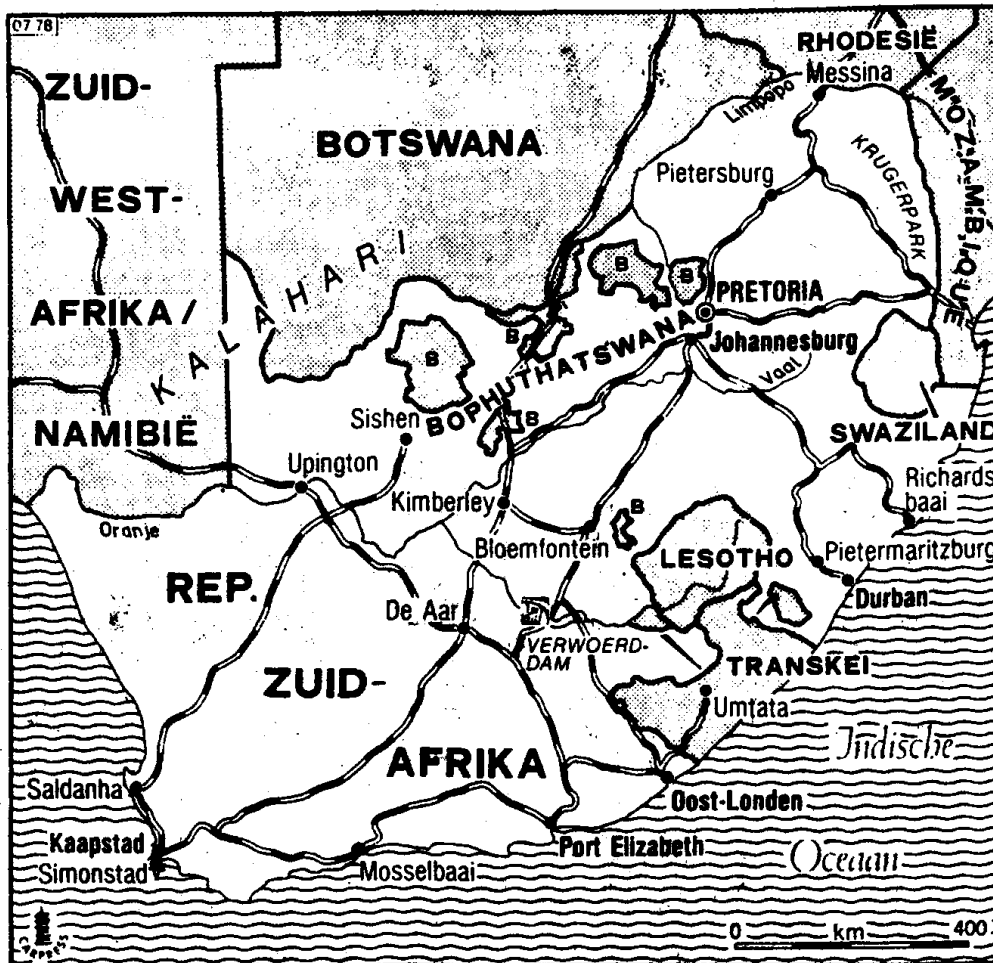 07 78
RHODESIË
Messina
ZUID-
Limpopo
MOZAMBIQUE
BOTSWANA
KRUGERPARK
Pietersburg
WEST-
KALAHARI
B
B
PRETORIA
AFRIKA /
B
Johannesburg
B
BOPHUTHATSWANA
Vaal
Sishen
B
NAMIBIË
SWAZILAND
Upington
Richards
baai
Kimberley
B
Oranje
Bloemfontein
Pietermaritzburg
LESOTHO
REP.
Durban
De Aar
VERWOERD-
DAM
TRANSKEI
ZUID-
Umtata
Indische
AFRIKA
Saldanha
Oost-Londen
Kaapstad
Port Elizabeth
Oceaan
Simonstad
Mosselbaai
CARPRESS
0 km 400